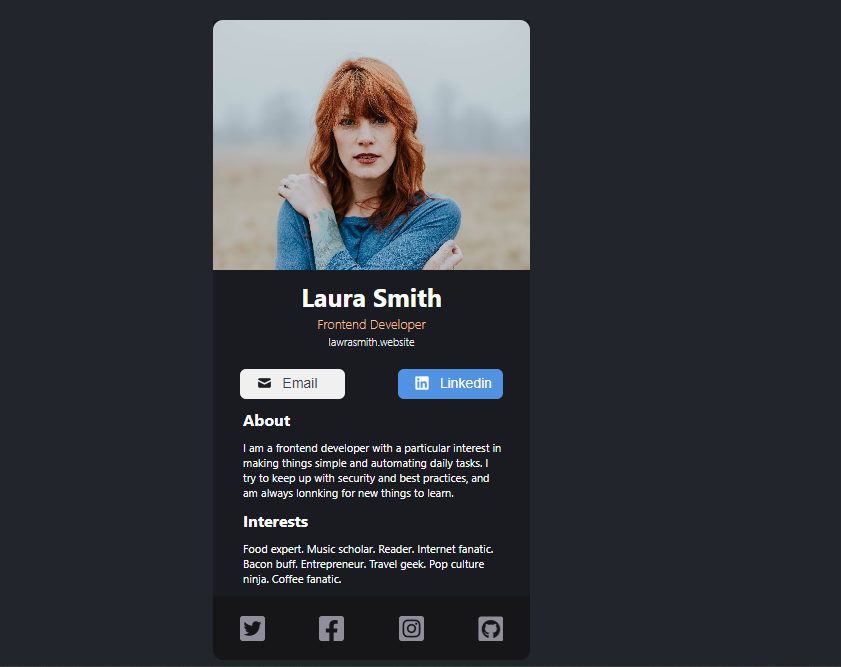 Laura Smith
Frontend Developer
lawrasmith.website
Email
Linkedin
About
I am a frontend developer with a particular interest in
making things simple and automating daily tasks. I
try to keep up with security and best practices, and
am always lonnking for new things to learn.
Interests
Food expert. Music scholar. Reader. Internet fanatic.
Bacon buff. Entrepreneur. Travel geek. Pop culture
ninja. Coffee fanatic.